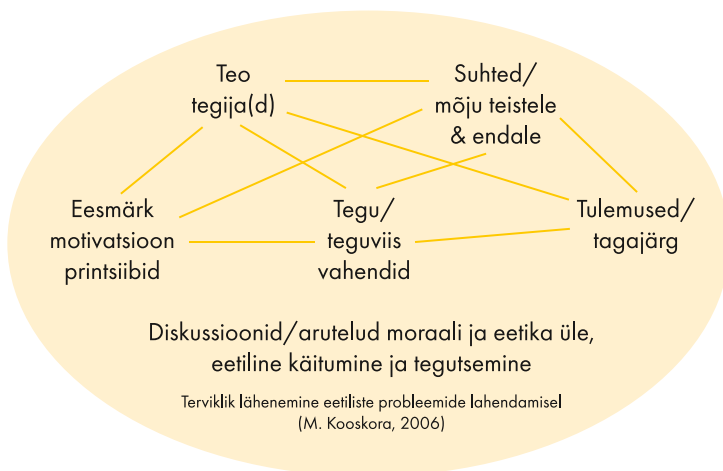 Teo
tegija(d)
Suhted/
mõju teistele
& endale
Eesmärk
motivatsioon
printsiibid
Tegu/
teguviis
vahendid
Tulemused/
tagajärg
Diskussioonid/arutelud moraali ja eetika üle,
eetiline käitumine ja tegutsemine
Terviklik lähenemine eetiliste probleemide lahendamisel
(M. Kooskora, 2006)